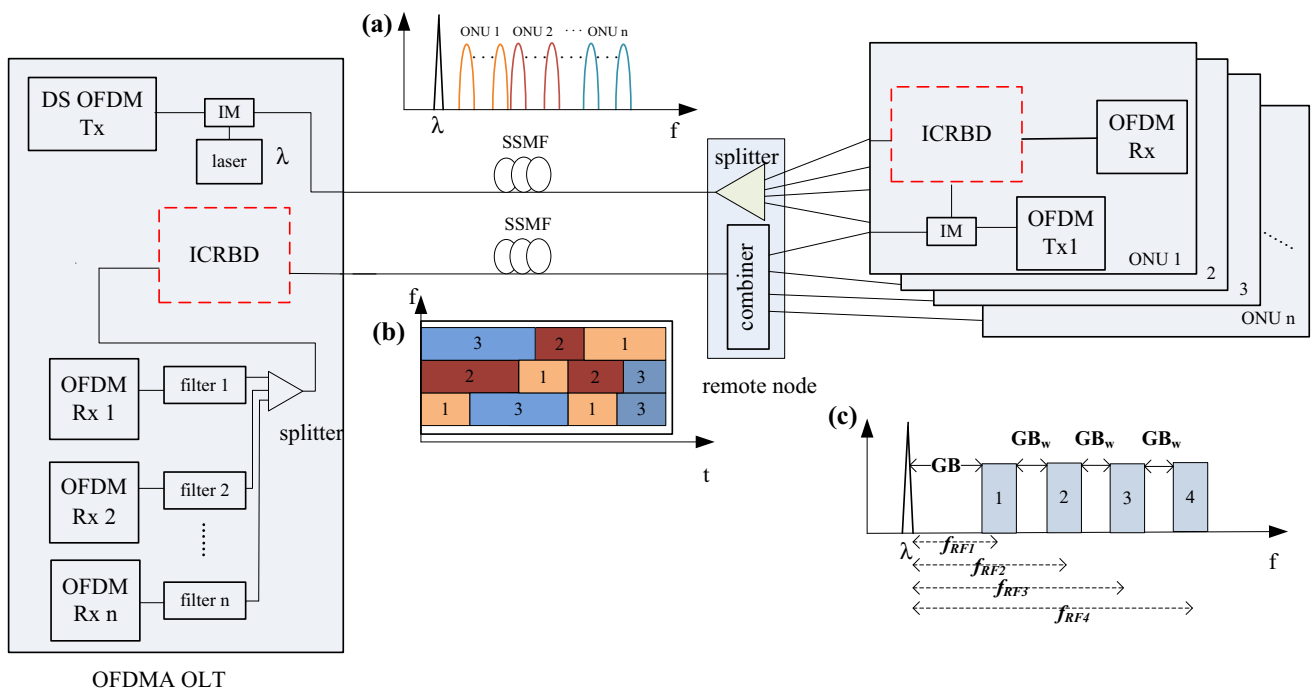 (a)
ONU 1 ONU 2 ··· ONU n
λ
f
DS OFDM
Tx
IM
laser
λ
ICRBD
SSMF
SSMF
splitter
combiner
remote node
ICRBD
OFDM
Rx
IM
OFDM
Tx1
ONU 1
2
3
ONU n
OFDM
Rx 1
filter 1
splitter
OFDM
Rx 2
filter 2
OFDM
Rx n
filter n
OFDMA OLT
(b)
f
3 2 1
2 1 2 3
1 3 1 3
t
(c)
GB GBw GBw GBw
1 2 3 4
λ
f
fRF1
fRF2
fRF3
fRF4